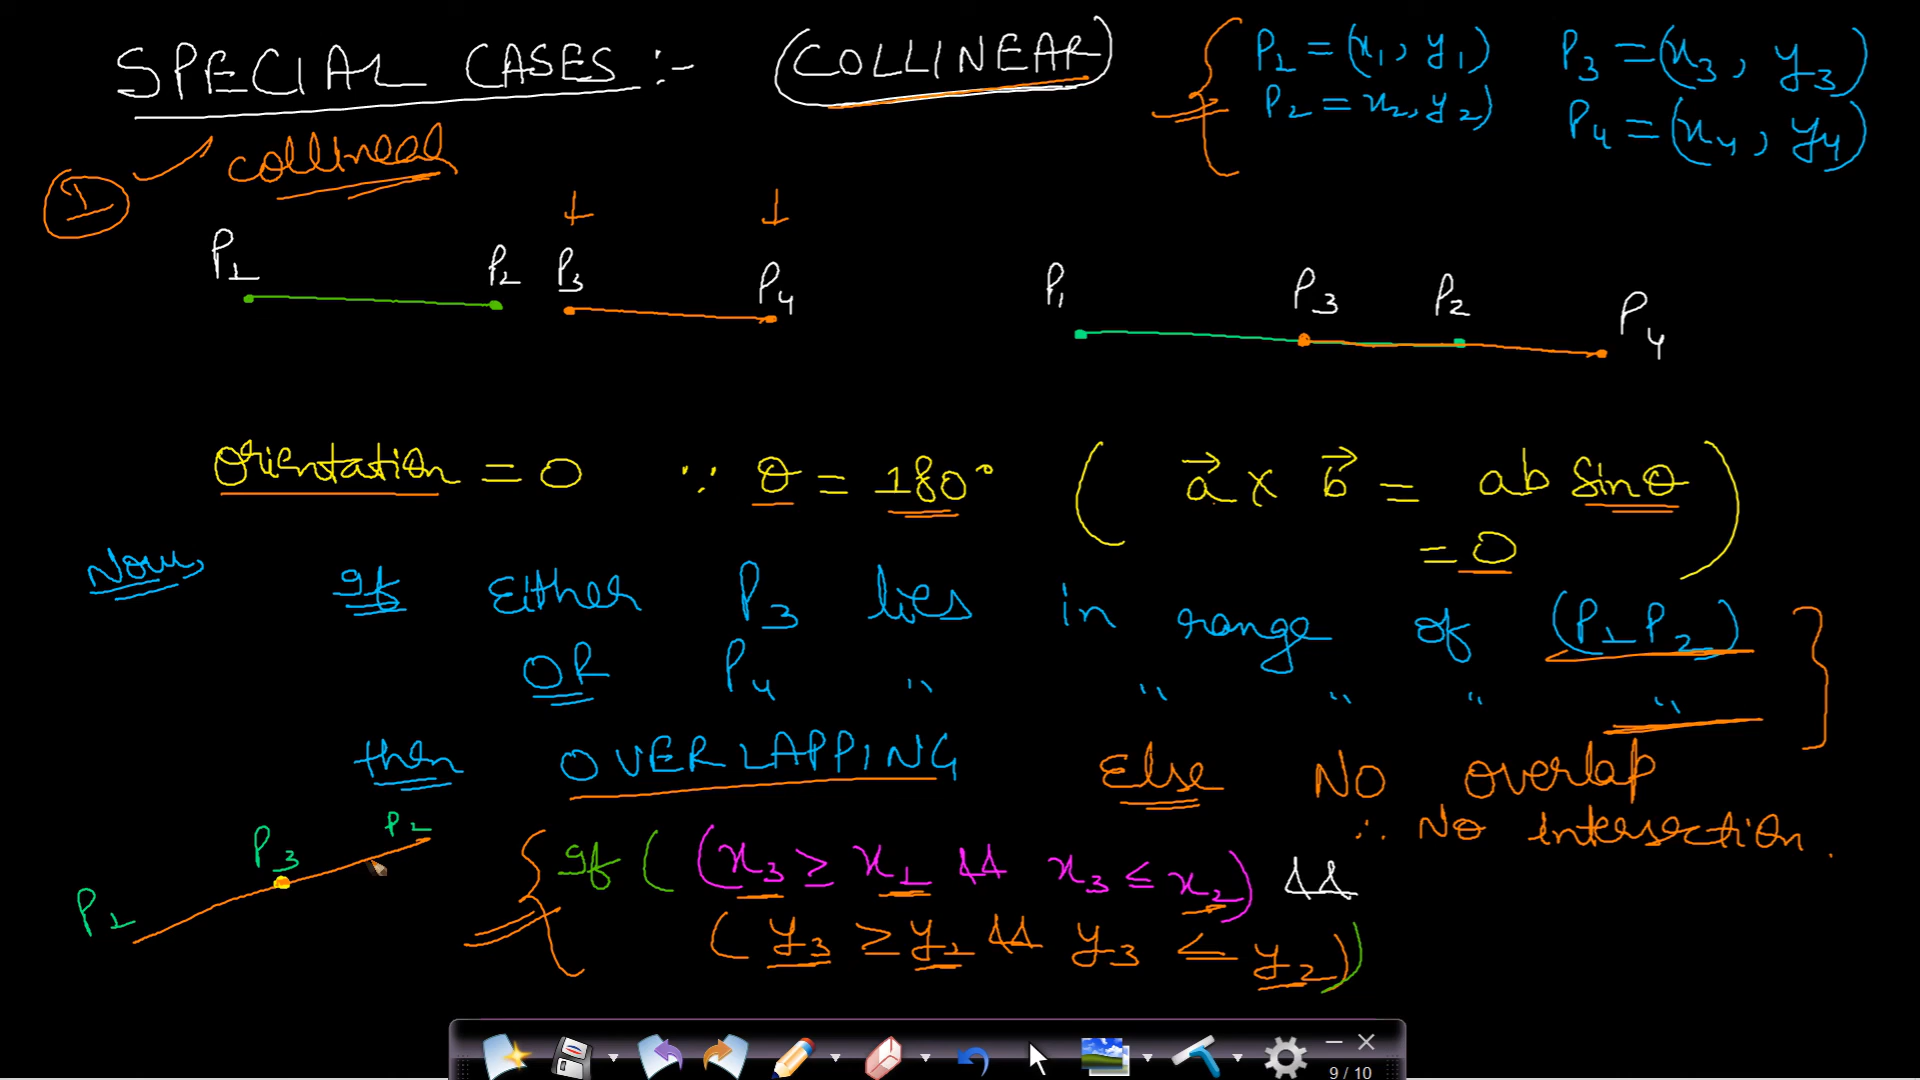 SPECIAL CASES :- (COLLINEAR)
P1 = (x1, y1) P3 = (x3, y3)
P2 = x2, y2) P4 = (x4, y4)
1 collinear
P1 P2 P3 P4
P1 P3 P2 P4
Orientation = 0 ∵ θ = 180° ( a⃗ x b⃗ = ab Sinθ
= 0 )
Now, If Either P3 lies in range of (P1P2)
OR P4 " " " " "
then OVERLAPPING Else NO overlap
∴ No intersection.
P1 P3 P2
If ( (x3 ≥ x1 && x3 ≤ x2) &&
( y3 ≥ y1 && y3 ≤ y2) )
9 / 10